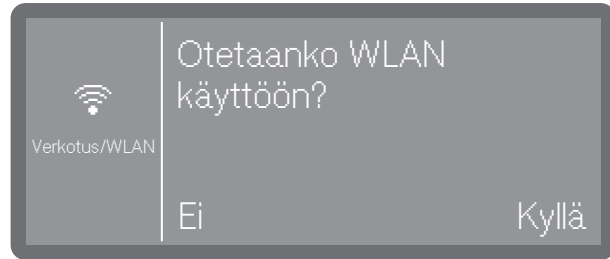 Otetaanko WLAN
käyttöön?
Verkotus/WLAN
Ei
Kyllä